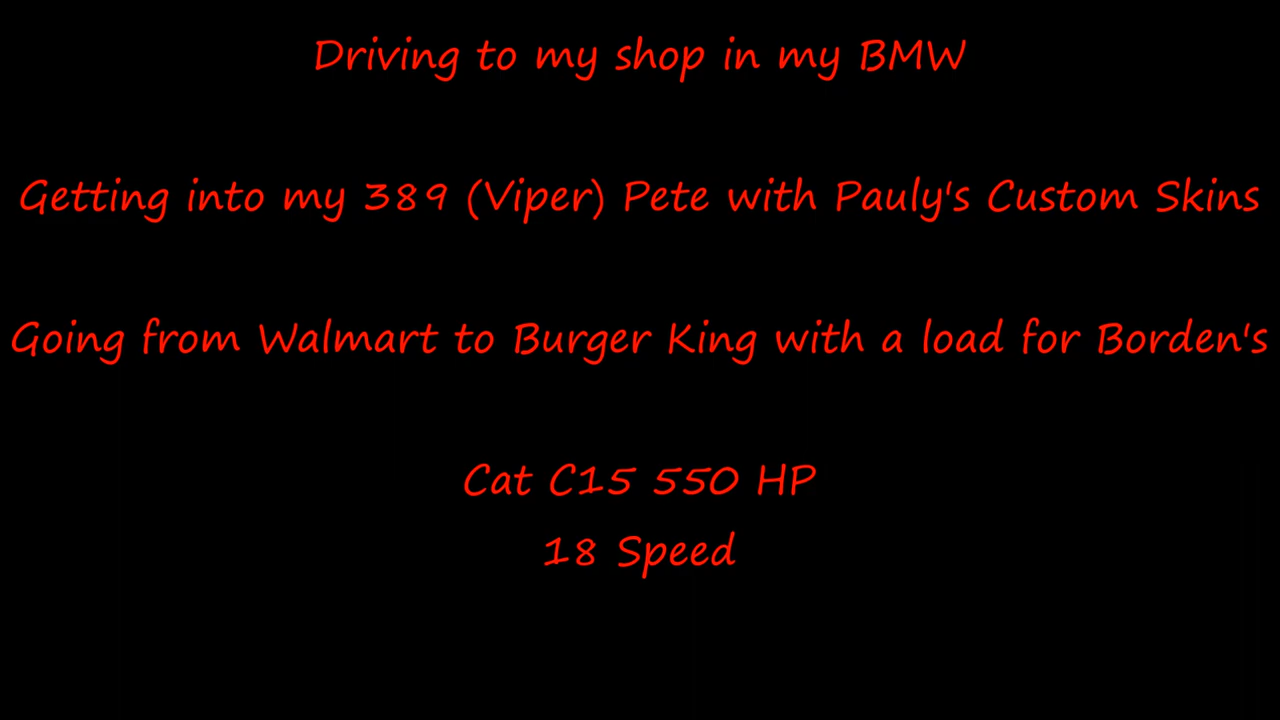 Driving to my shop in my BMW
Getting into my 389 (Viper) Pete with Pauly's Custom Skins
Going from Walmart to Burger King with a load for Borden's
Cat C15 550 HP
18 Speed